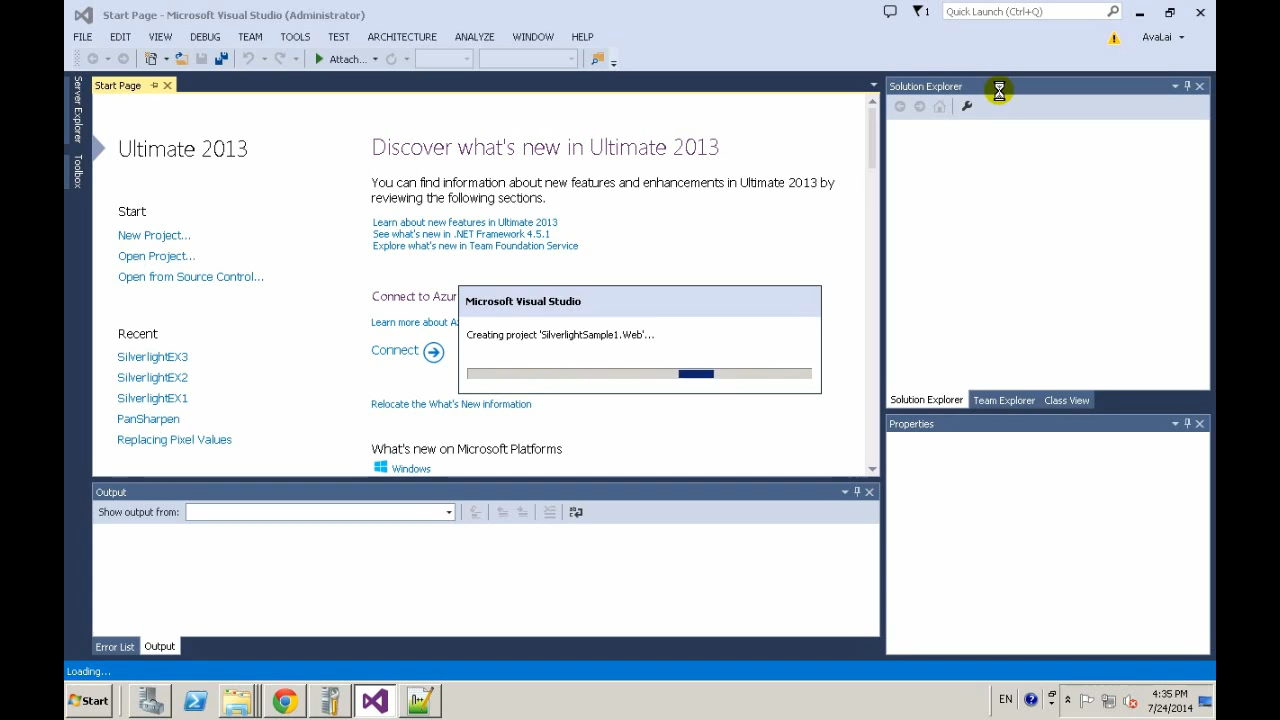 Start Page - Microsoft Visual Studio (Administrator)
1
Quick Launch (Ctrl+Q)
FILE EDIT VIEW DEBUG TEAM TOOLS TEST ARCHITECTURE ANALYZE WINDOW HELP
AvaLai
Attach...
Server Explorer
Toolbox
Start Page
Ultimate 2013
Start
New Project...
Open Project...
Open from Source Control...
Recent
SilverlightEX3
SilverlightEX2
SilverlightEX1
PanSharpen
Replacing Pixel Values
Discover what's new in Ultimate 2013
You can find information about new features and enhancements in Ultimate 2013 by
reviewing the following sections.
Learn about new features in Ultimate 2013
See what's new in .NET Framework 4.5.1
Explore what's new in Team Foundation Service
Connect to Azur
Learn more about A
Connect
Relocate the What's New information
What's new on Microsoft Platforms
Windows
Microsoft Visual Studio
Creating project 'SilverlightSample1.Web'...
Solution Explorer
Solution Explorer Team Explorer Class View
Properties
Output
Show output from:
Error List Output
Loading...
Start
EN
4:35 PM
7/24/2014